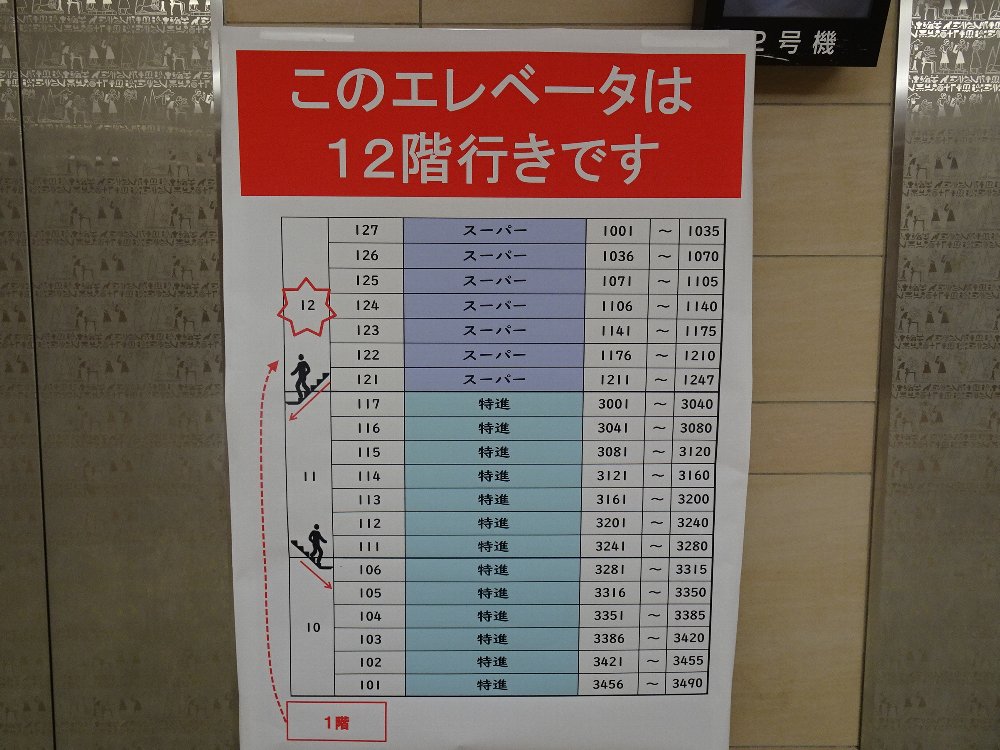 2号機
このエレベータは
12階行きです
127 スーパー 1001 ～ 1035
126 スーパー 1036 ～ 1070
125 スーパー 1071 ～ 1105
12 124 スーパー 1106 ～ 1140
123 スーパー 1141 ～ 1175
122 スーパー 1176 ～ 1210
121 スーパー 1211 ～ 1247
117 特進 3001 ～ 3040
116 特進 3041 ～ 3080
115 特進 3081 ～ 3120
11 114 特進 3121 ～ 3160
113 特進 3161 ～ 3200
112 特進 3201 ～ 3240
111 特進 3241 ～ 3280
106 特進 3281 ～ 3315
105 特進 3316 ～ 3350
104 特進 3351 ～ 3385
10 103 特進 3386 ～ 3420
102 特進 3421 ～ 3455
101 特進 3456 ～ 3490
1階